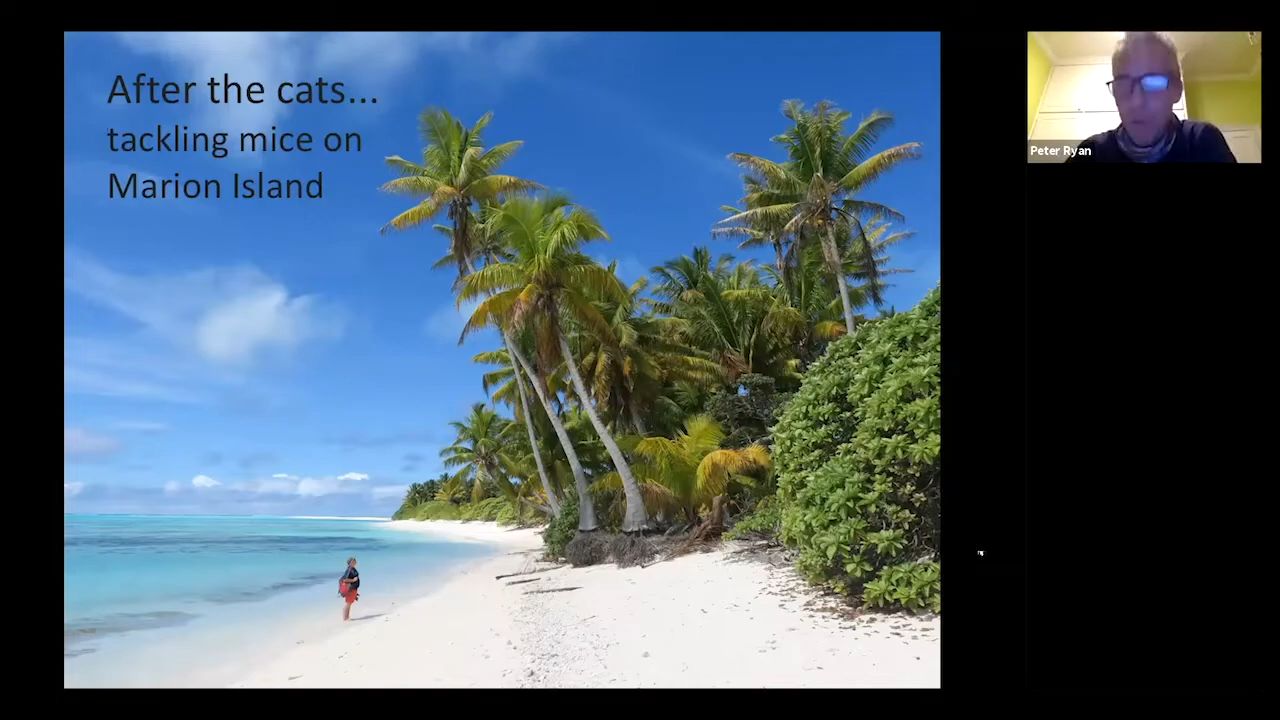 After the cats...
tackling mice on
Marion Island
Peter Ryan